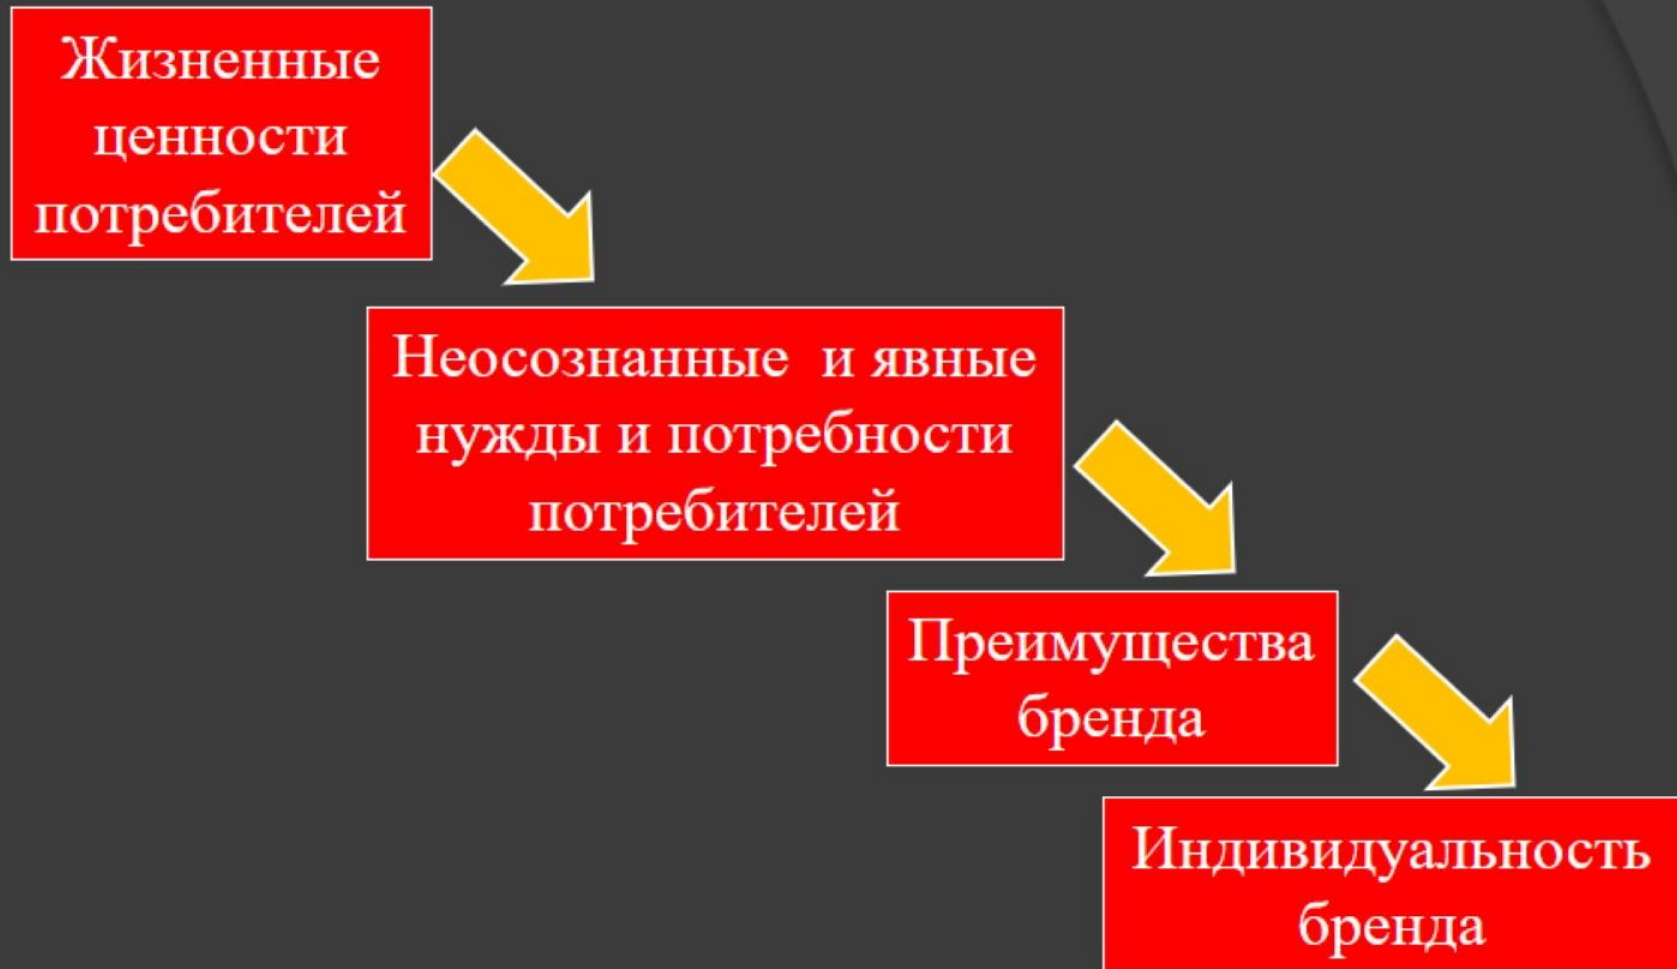 Жизненные
ценности
потребителей
Неосознанные  и явные
нужды и потребности
потребителей
Преимущества
бренда
Индивидуальность
бренда